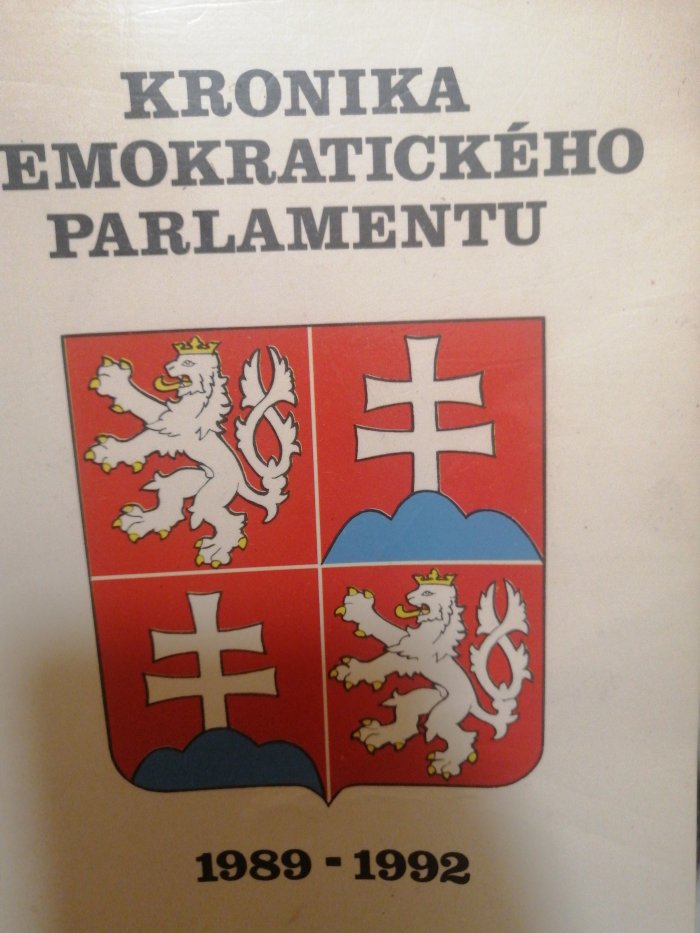 KRONIKA
EMOKRATICKÉHO
PARLAMENTU
1989 - 1992